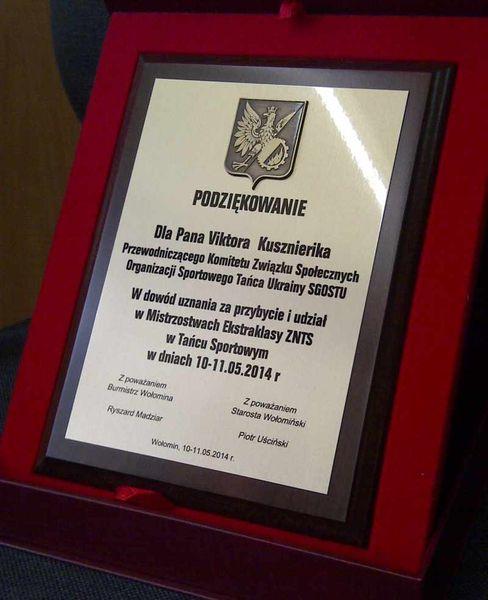 PODZIĘKOWANIE
Dla Pana Viktora Kusznierika
Przewodniczącego Komitetu Związku Społecznych
Organizacji Sportowego Tańca Ukrainy SGOSTU
W dowód uznania za przybycie i udział
w Mistrzostwach Ekstraklasy ZNTS
w Tańcu Sportowym
w dniach 10-11.05.2014 r
Z poważaniem
Burmistrz Wołomina
Ryszard Madziar
Z poważaniem
Starosta Wołomiński
Piotr Uściński
Wołomin, 10-11.05.2014 r.